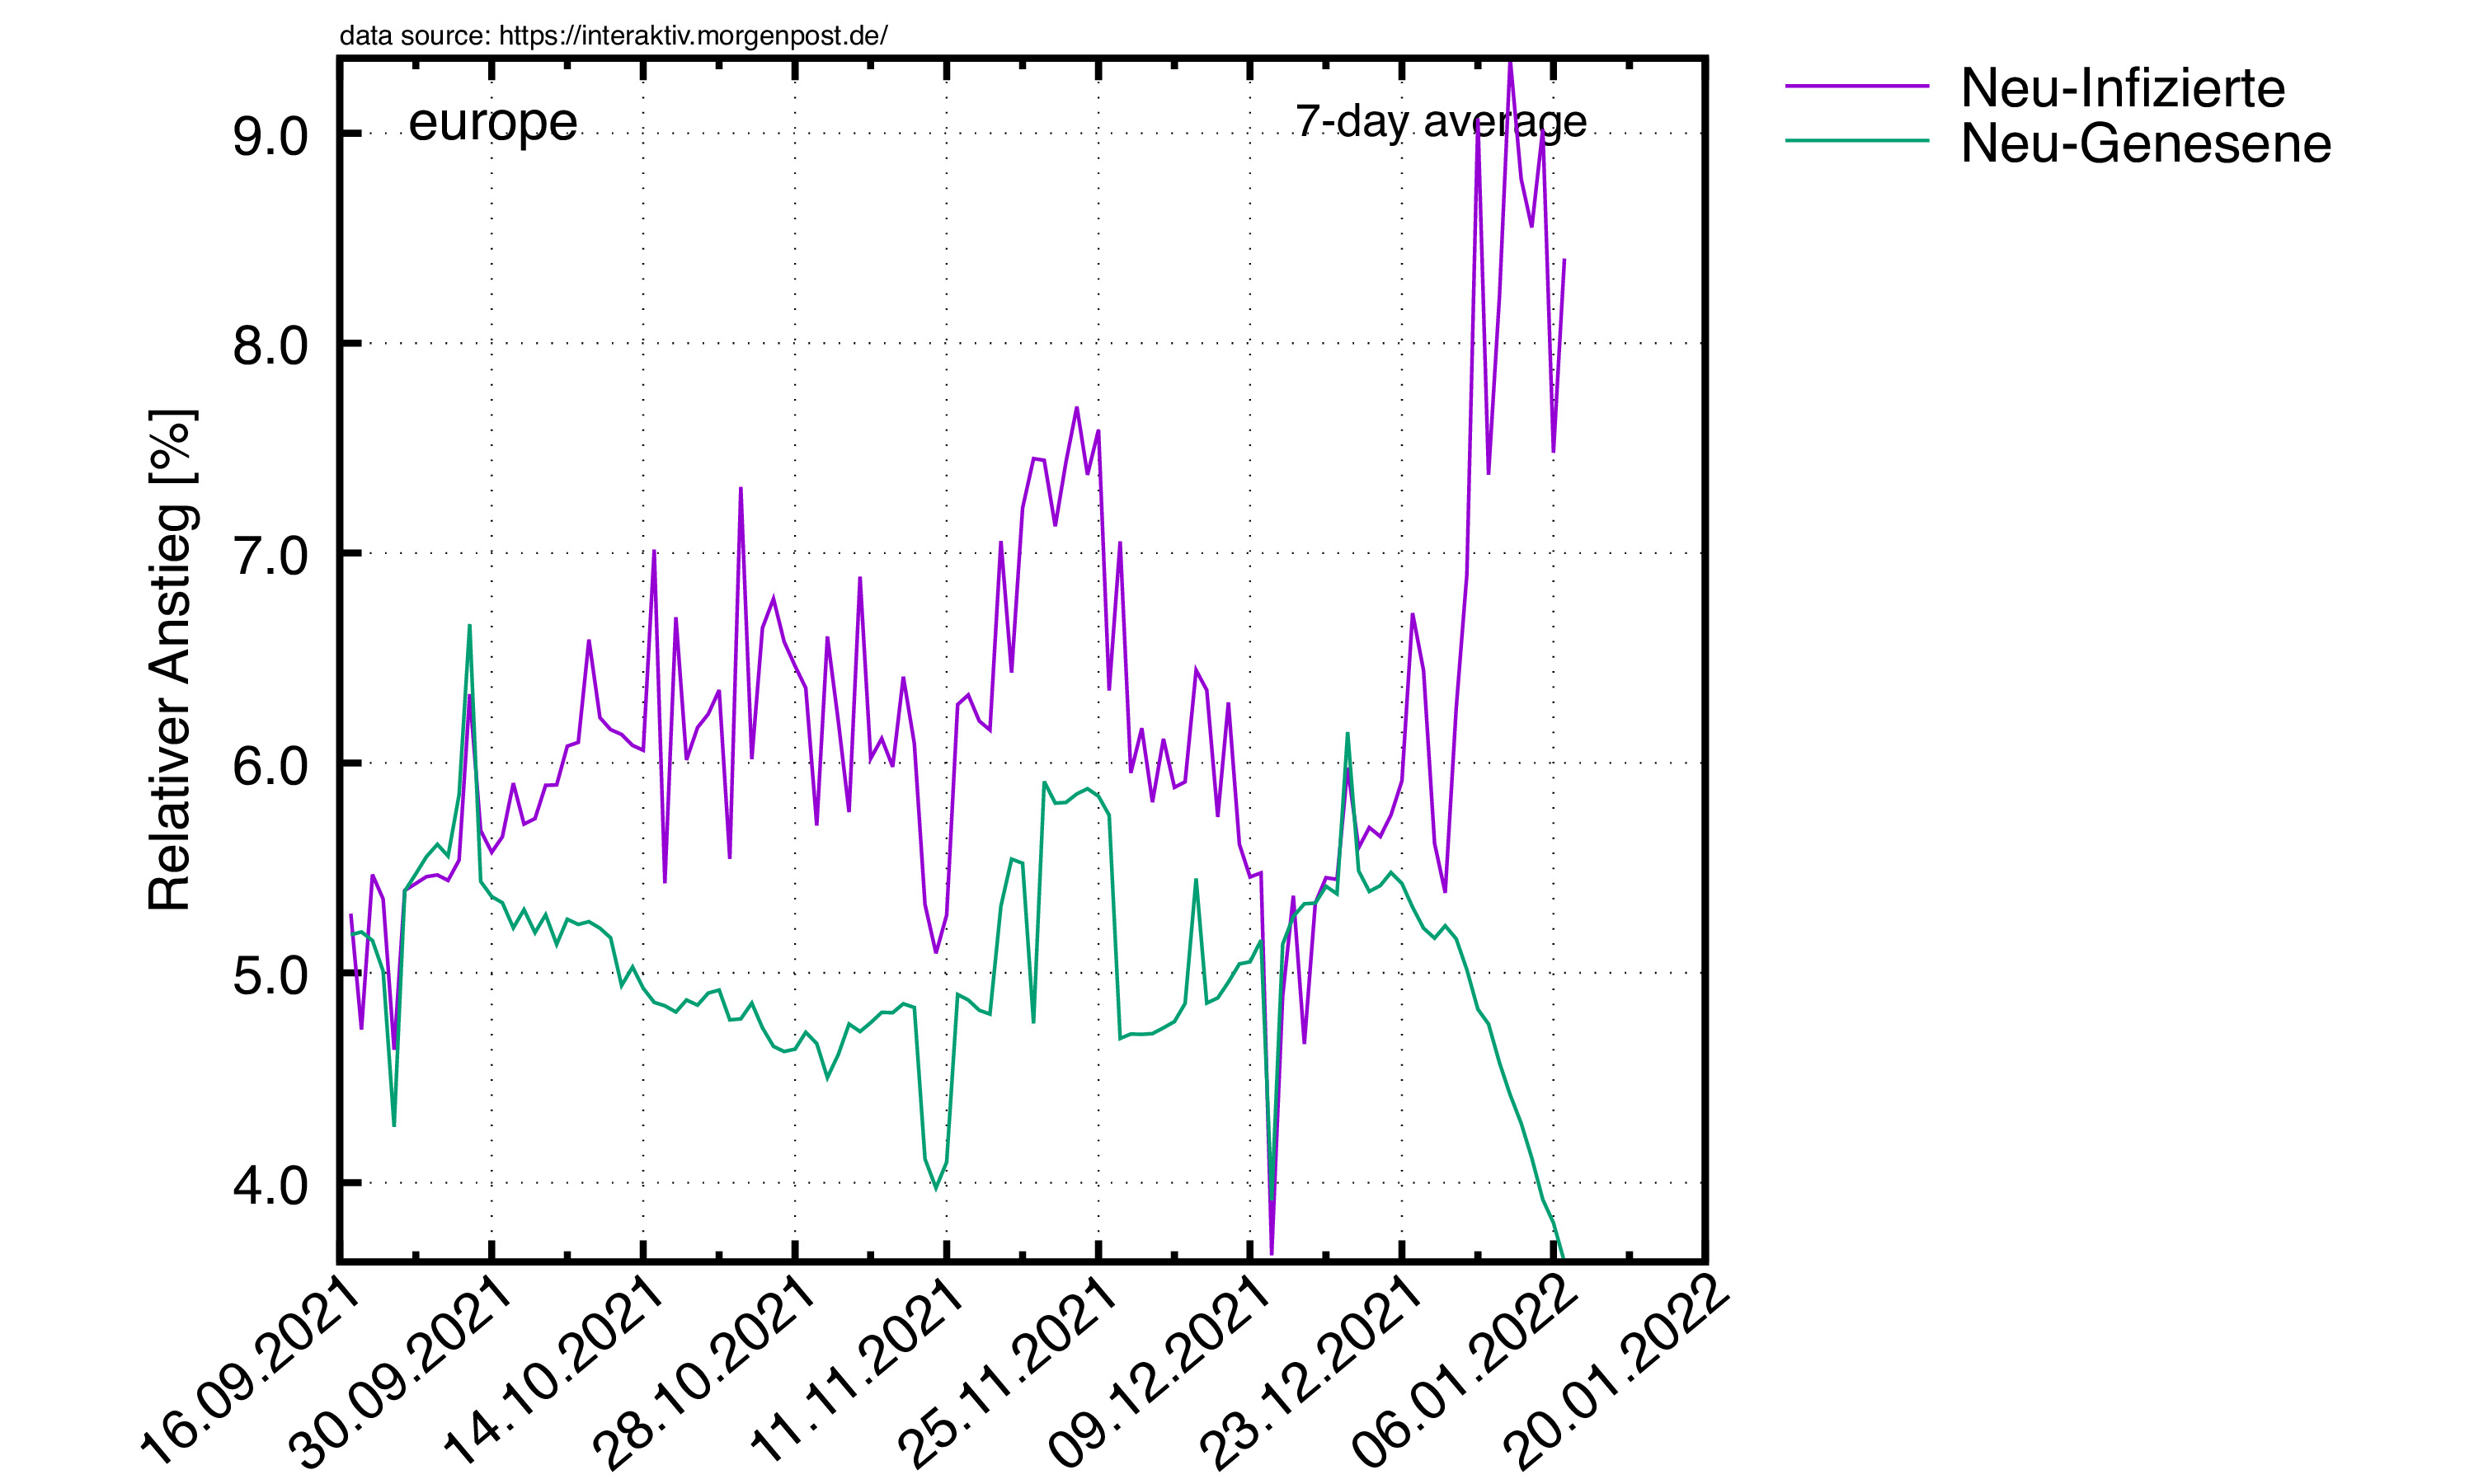 data source: https://interaktiv.morgenpost.de/
europe
7-day average
Neu-Infizierte
Neu-Genesene
Relativer Anstieg [%]
9.0
8.0
7.0
6.0
5.0
4.0
16.09.2021
30.09.2021
14.10.2021
28.10.2021
11.11.2021
25.11.2021
09.12.2021
23.12.2021
06.01.2022
20.01.2022